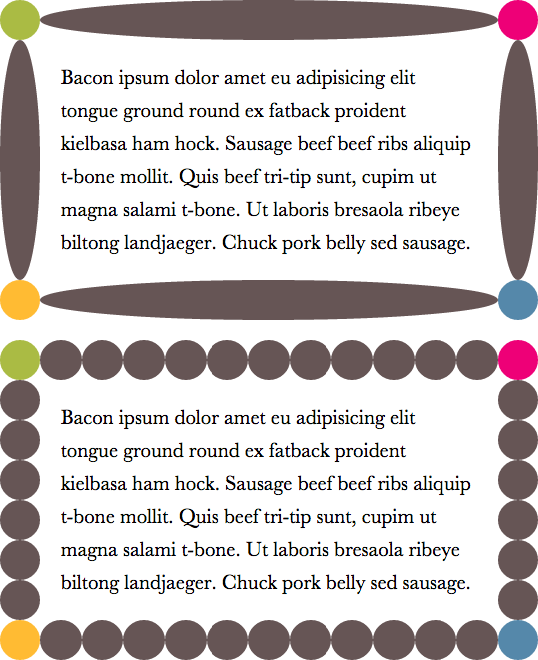 Bacon ipsum dolor amet eu adipisicing elit
tongue ground round ex fatback proident
kielbasa ham hock. Sausage beef beef ribs aliquip
t-bone mollit. Quis beef tri-tip sunt, cupim ut
magna salami t-bone. Ut laboris bresaola ribeye
biltong landjaeger. Chuck pork belly sed sausage.
Bacon ipsum dolor amet eu adipisicing elit
tongue ground round ex fatback proident
kielbasa ham hock. Sausage beef beef ribs aliquip
t-bone mollit. Quis beef tri-tip sunt, cupim ut
magna salami t-bone. Ut laboris bresaola ribeye
biltong landjaeger. Chuck pork belly sed sausage.